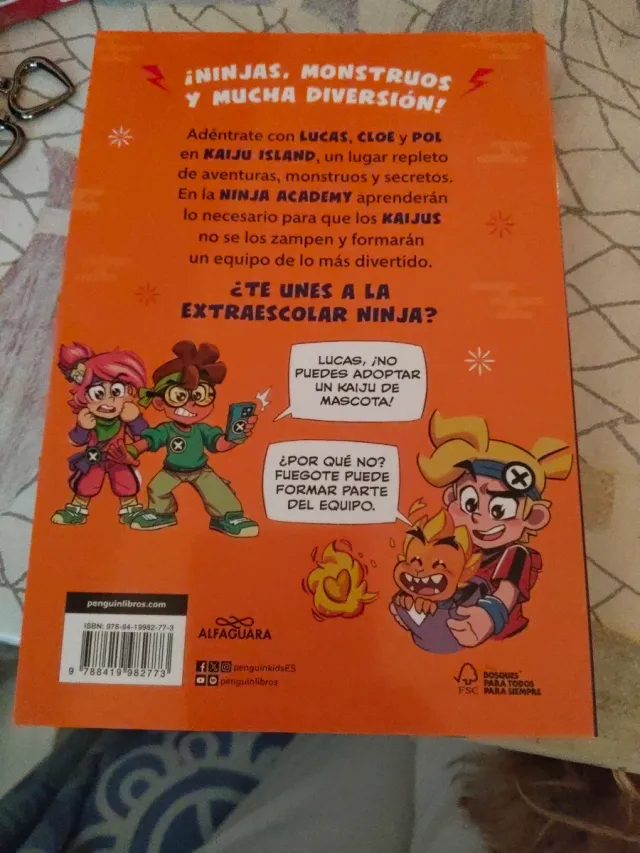 ¡NINJAS, MONSTRUOS
Y MUCHA DIVERSIÓN!
Adéntrate con LUCAS, CLOE y POL
en KAIJU ISLAND, un lugar repleto
de aventuras, monstruos y secretos.
En la NINJA ACADEMY aprenderán
lo necesario para que los KAIJUS
no se los zampen y formarán
un equipo de lo más divertido.
¿TE UNES A LA
EXTRAESCOLAR NINJA?
LUCAS, ¡NO
PUEDES ADOPTAR
UN KAIJU DE
MASCOTA!
¿POR QUÉ NO?
FUEGOTE PUEDE
FORMAR PARTE
DEL EQUIPO.
penguinlibros.com
ISBN: 978-84-19982-77-3
9 788419 982773
ALFAGUARA
penguinkidsES
penguinlibros
FSC
BOSQUES
PARA TODOS
PARA SIEMPRE